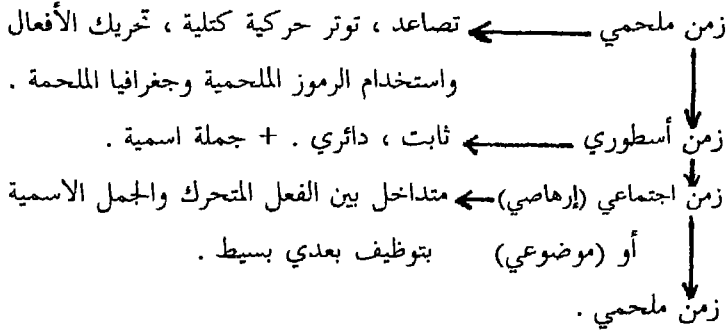 زمن ملحمي تصاعد ، توتر حركية كتلية ، تحريك الأفعال
واستخدام الرموز الملحمية وجغرافيا الملحمة .
زمن أسطوري ثابت ، دائري . + جملة اسمية .
زمن اجتماعي (إرهاصي) متداخل بين الفعل المتحرك والجمل الاسمية
أو (موضوعي) بتوظيف بعدي بسيط .
زمن ملحمي .